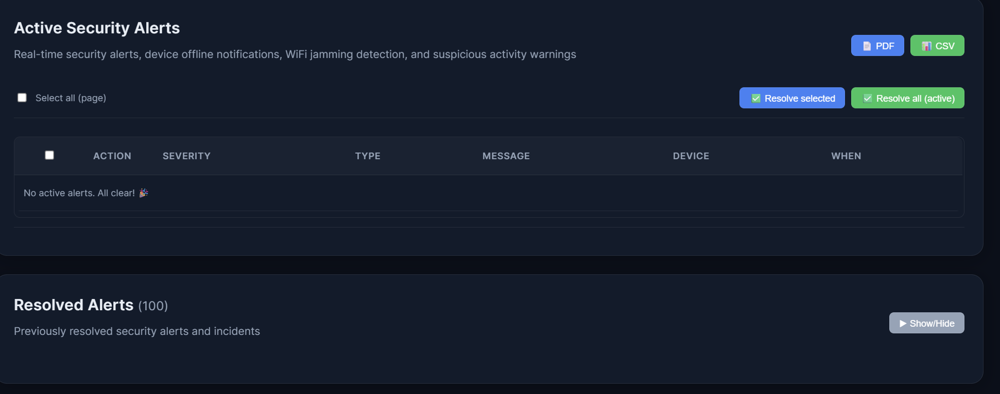 Active Security Alerts
Real-time security alerts, device offline notifications, WiFi jamming detection, and suspicious activity warnings
PDF
CSV
Select all (page)
Resolve selected
Resolve all (active)
ACTION SEVERITY TYPE MESSAGE DEVICE WHEN
No active alerts. All clear! 🎉
Resolved Alerts (100)
Previously resolved security alerts and incidents
Show/Hide